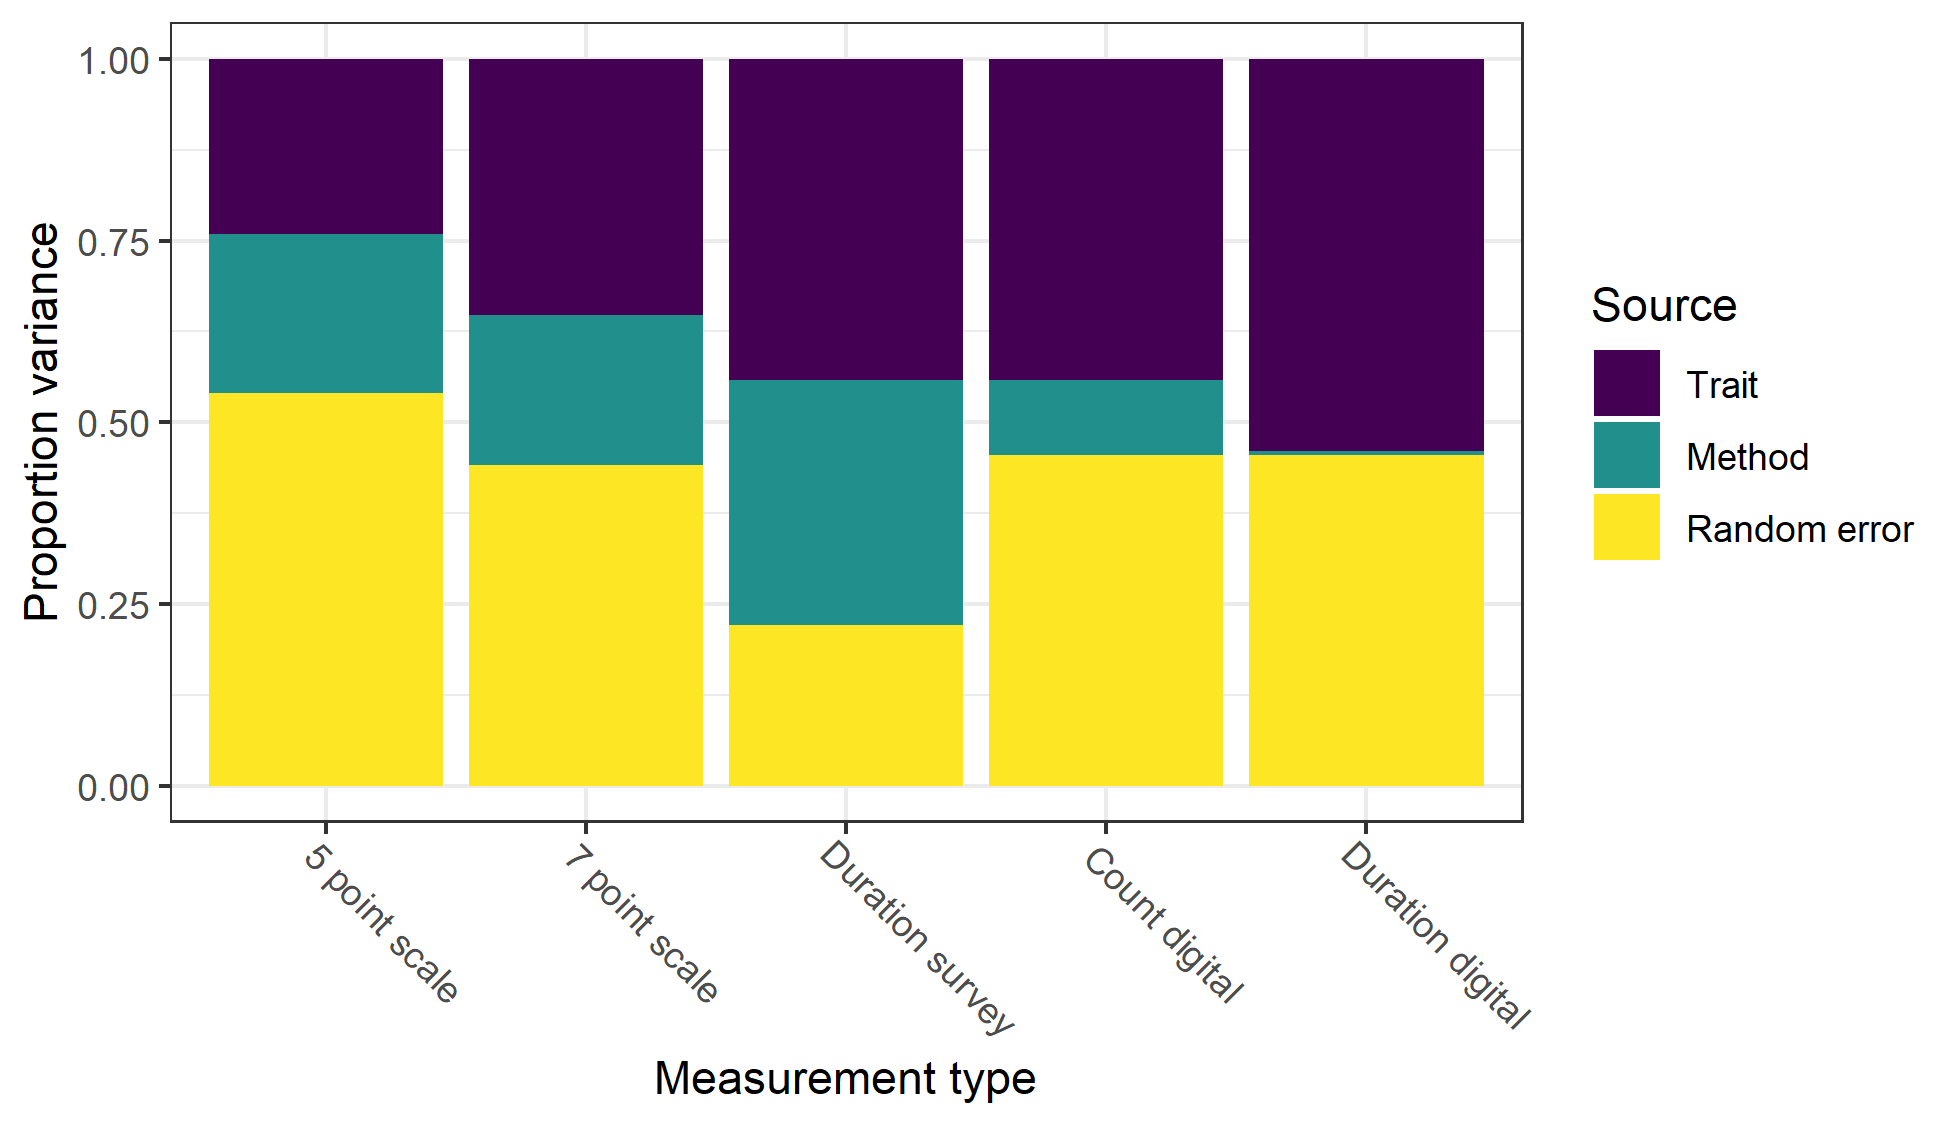 1.00
0.75
0.50
0.25
0.00
Proportion variance
5 point scale
7 point scale
Duration survey
Count digital
Duration digital
Measurement type
Source
Trait
Method
Random error